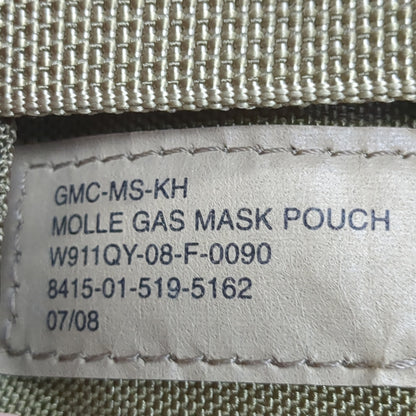 GMC-MS-KH
MOLLE GAS MASK POUCH
W911QY-08-F-0090
8415-01-519-5162
07/08